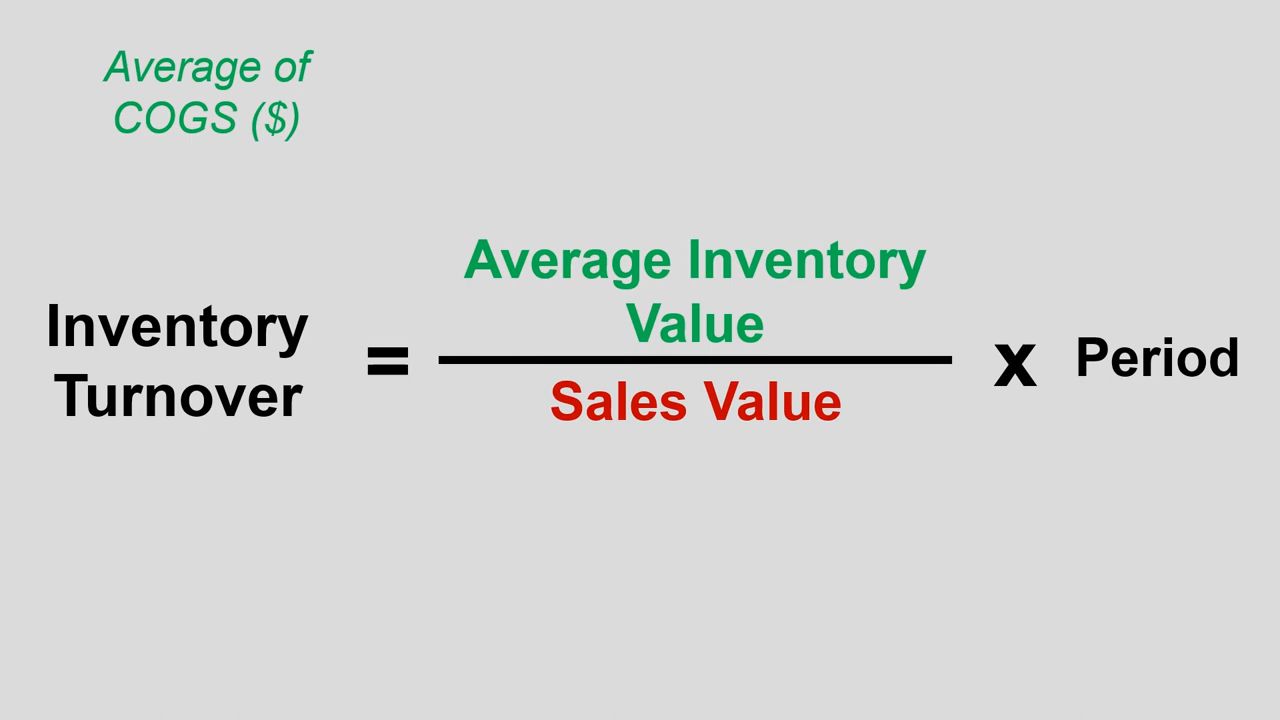 Average of
COGS ($)
Average Inventory
Value
Inventory
Turnover
=
x
Period
Sales Value